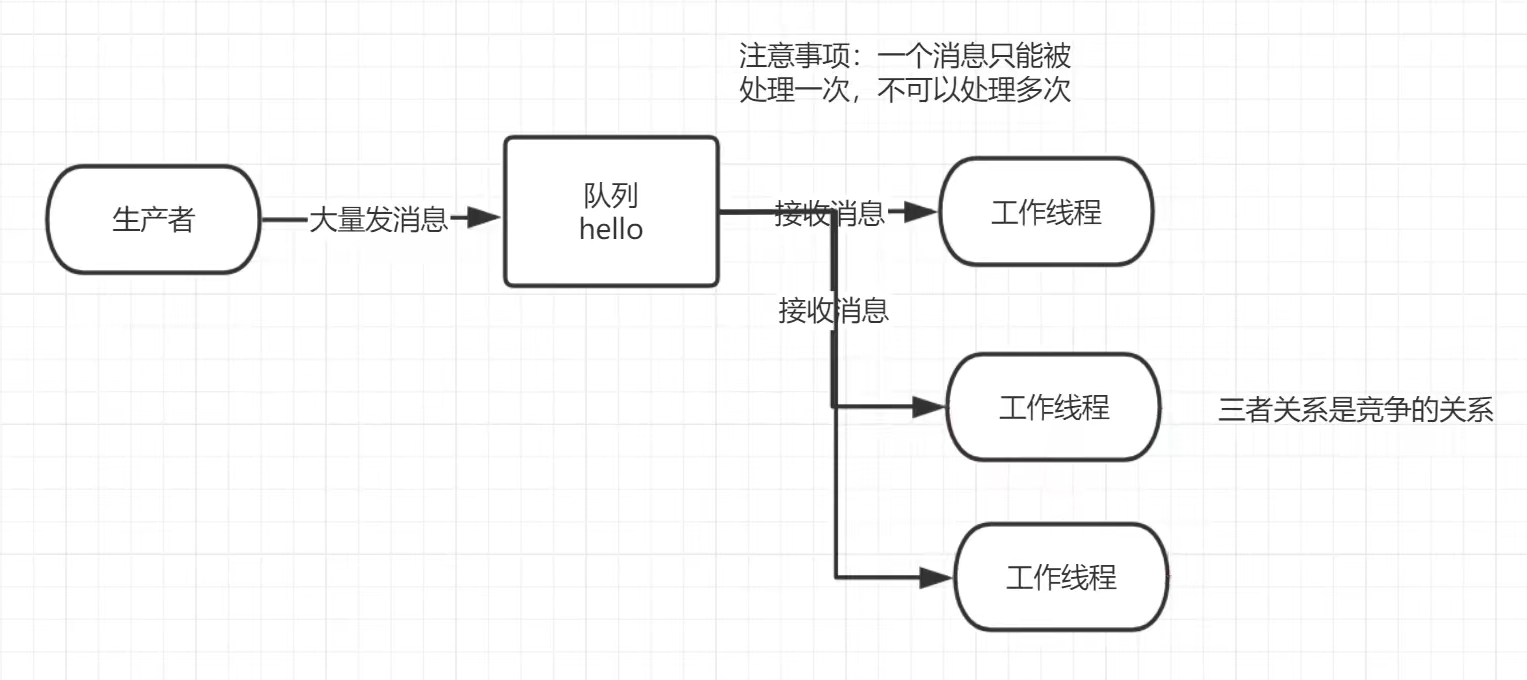 注意事项：一个消息只能被
处理一次，不可以处理多次
生产者
大量发消息
队列
hello
接收消息
工作线程
接收消息
工作线程
三者关系是竞争的关系
工作线程